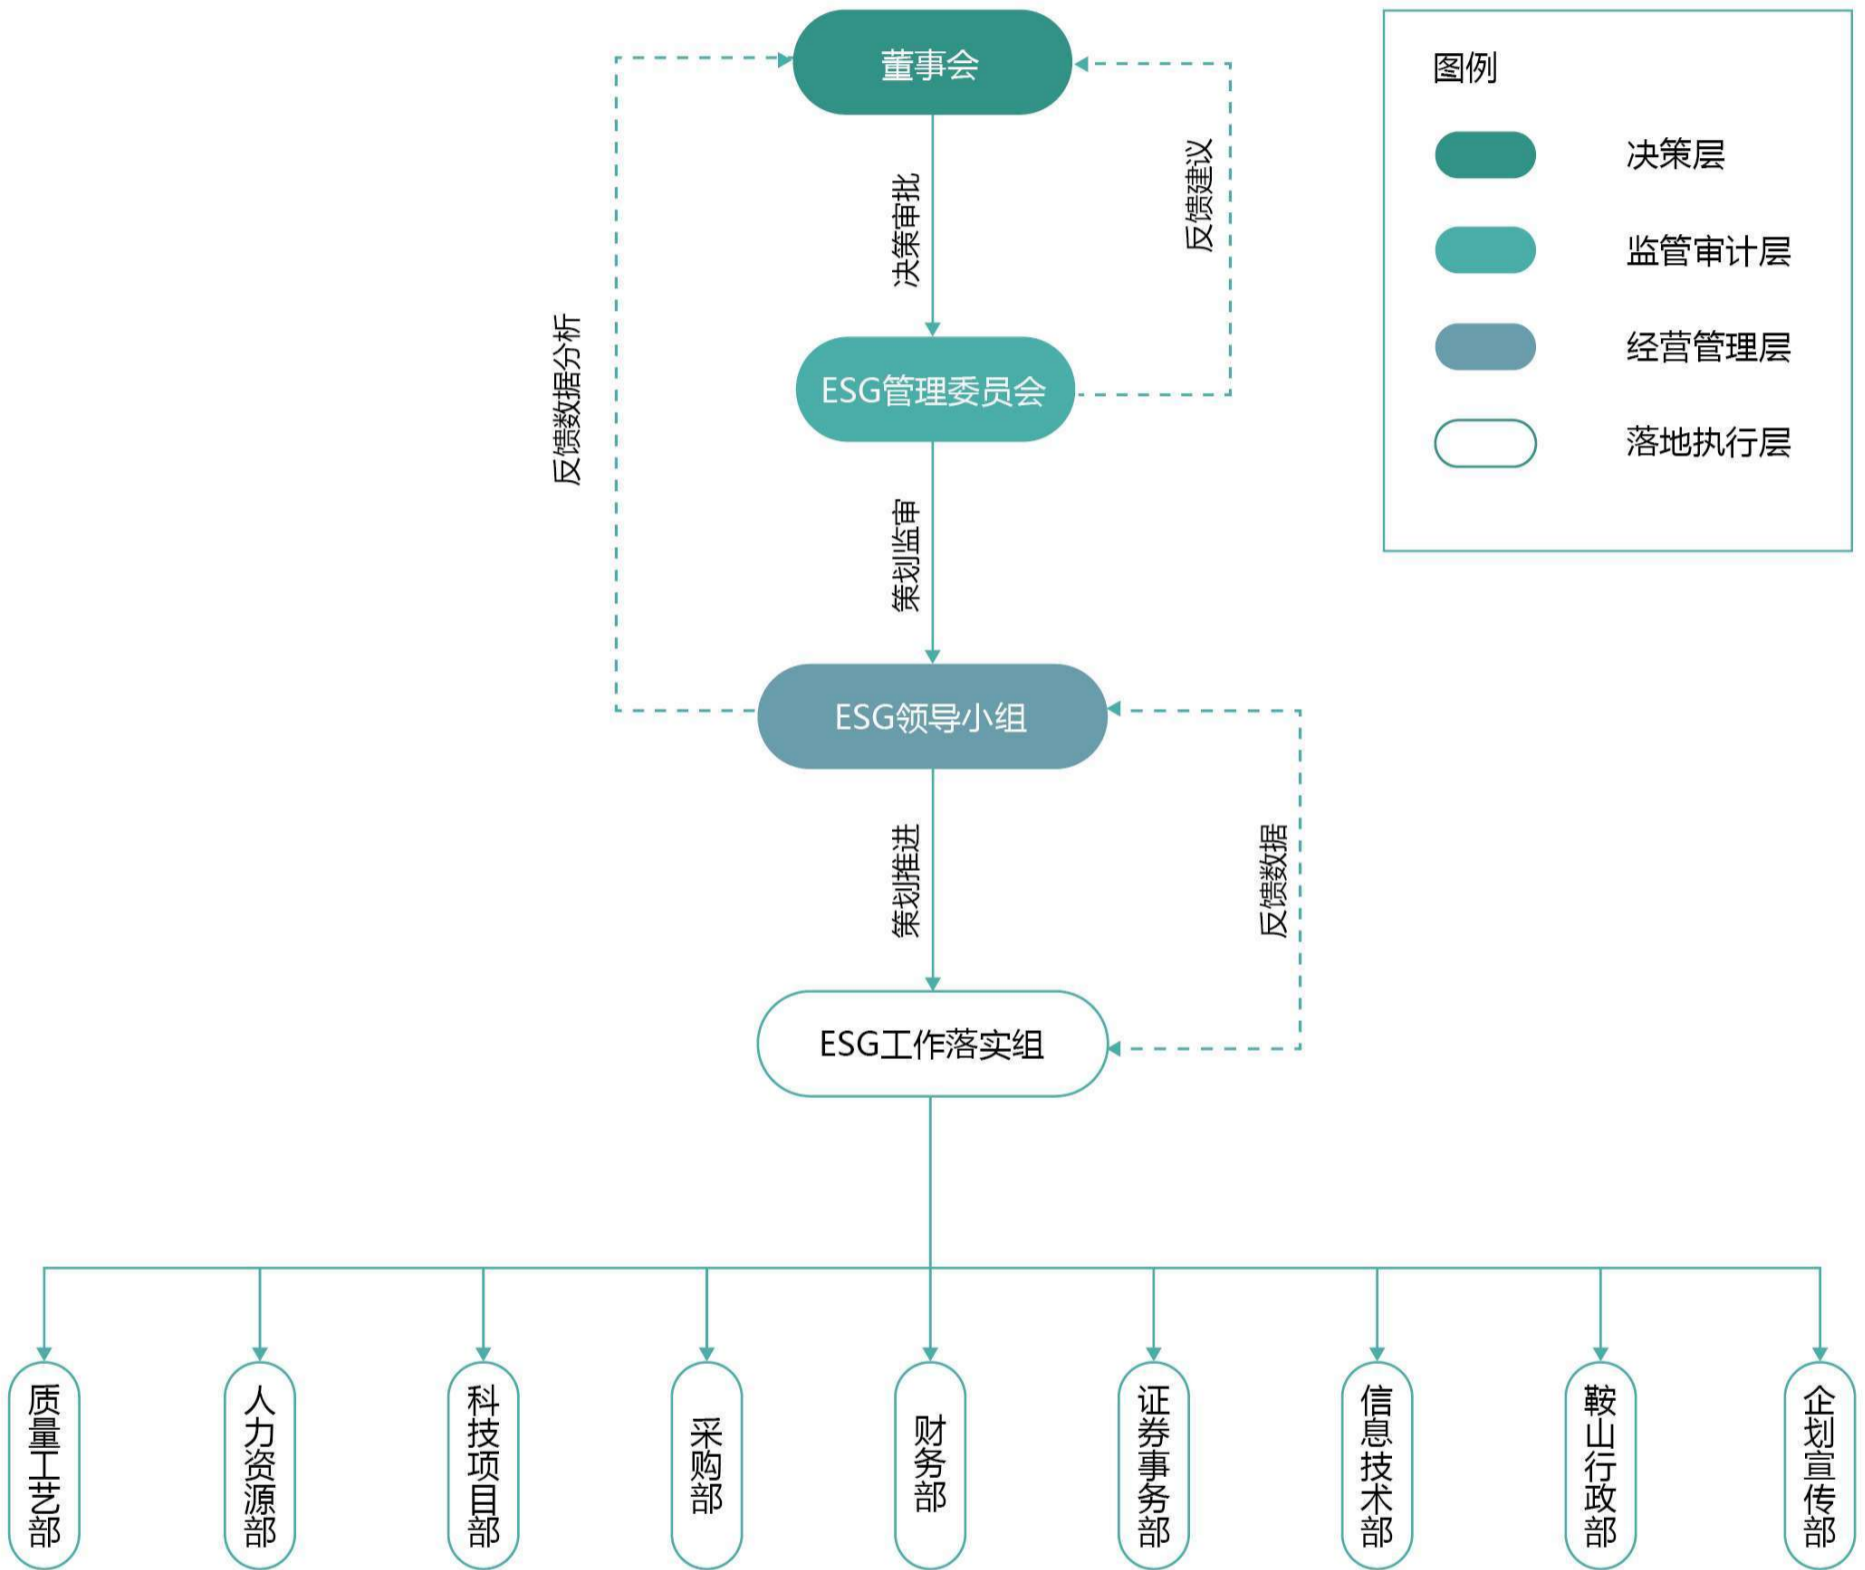 董事会
图例
决策层
监管审计层
经营管理层
落地执行层
决策审批
反馈建议
反馈数据分析
ESG管理委员会
策划监审
ESG领导小组
策划推进
反馈数据
ESG工作落实组
质量工艺部
人力资源部
科技项目部
采购部
财务部
证券事务部
信息技术部
鞍山行政部
企划宣传部